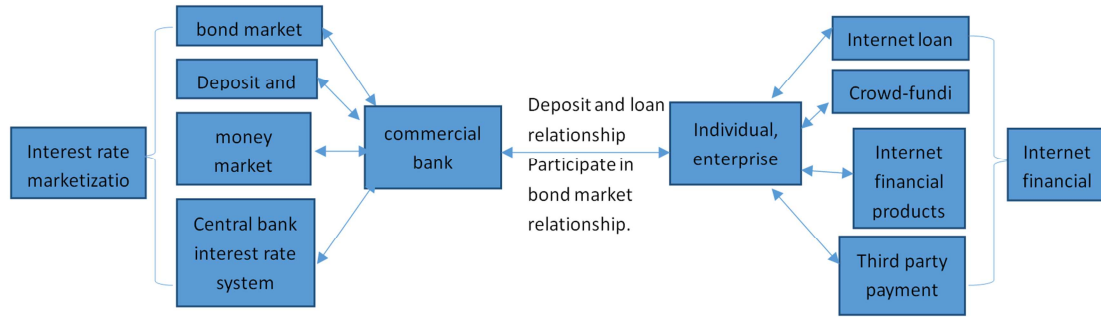 Interest rate
marketizatio
bond market
Deposit and
money
market
Central bank
interest rate
system
commercial
bank
Deposit and loan
relationship
Participate in
bond market
relationship.
Individual,
enterprise
Internet loan
Crowd-fundi
Internet
financial
products
Third party
payment
Internet
financial